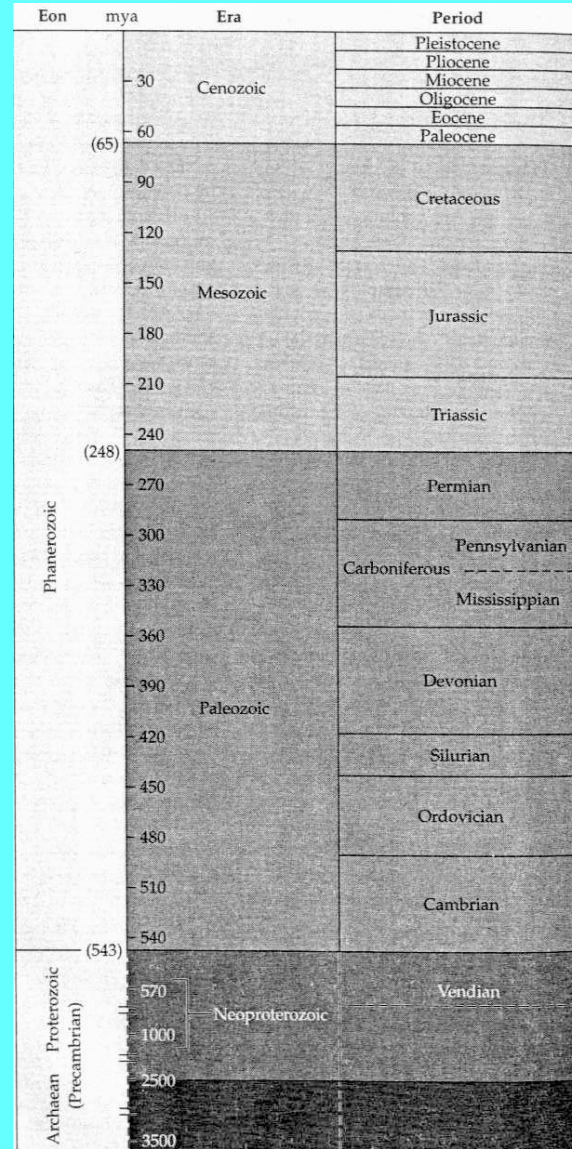 Eon mya Era Period
Pleistocene
Pliocene
30 Miocene
Cenozoic
Oligocene
Eocene
60 Paleocene
(65)
90
Cretaceous
120
150
Mesozoic
Jurassic
180
210
Triassic
240
(248)
270 Permian
300
Pennsylvanian
Phanerozoic
Carboniferous
330
Mississippian
360
390 Devonian
Paleozoic
420
Silurian
450
Ordovician
480
510
Cambrian
540
(543)
570 Vendian
Neoproterozoic
1000
2500
3500
Archaean Proterozoic
(Precambrian)